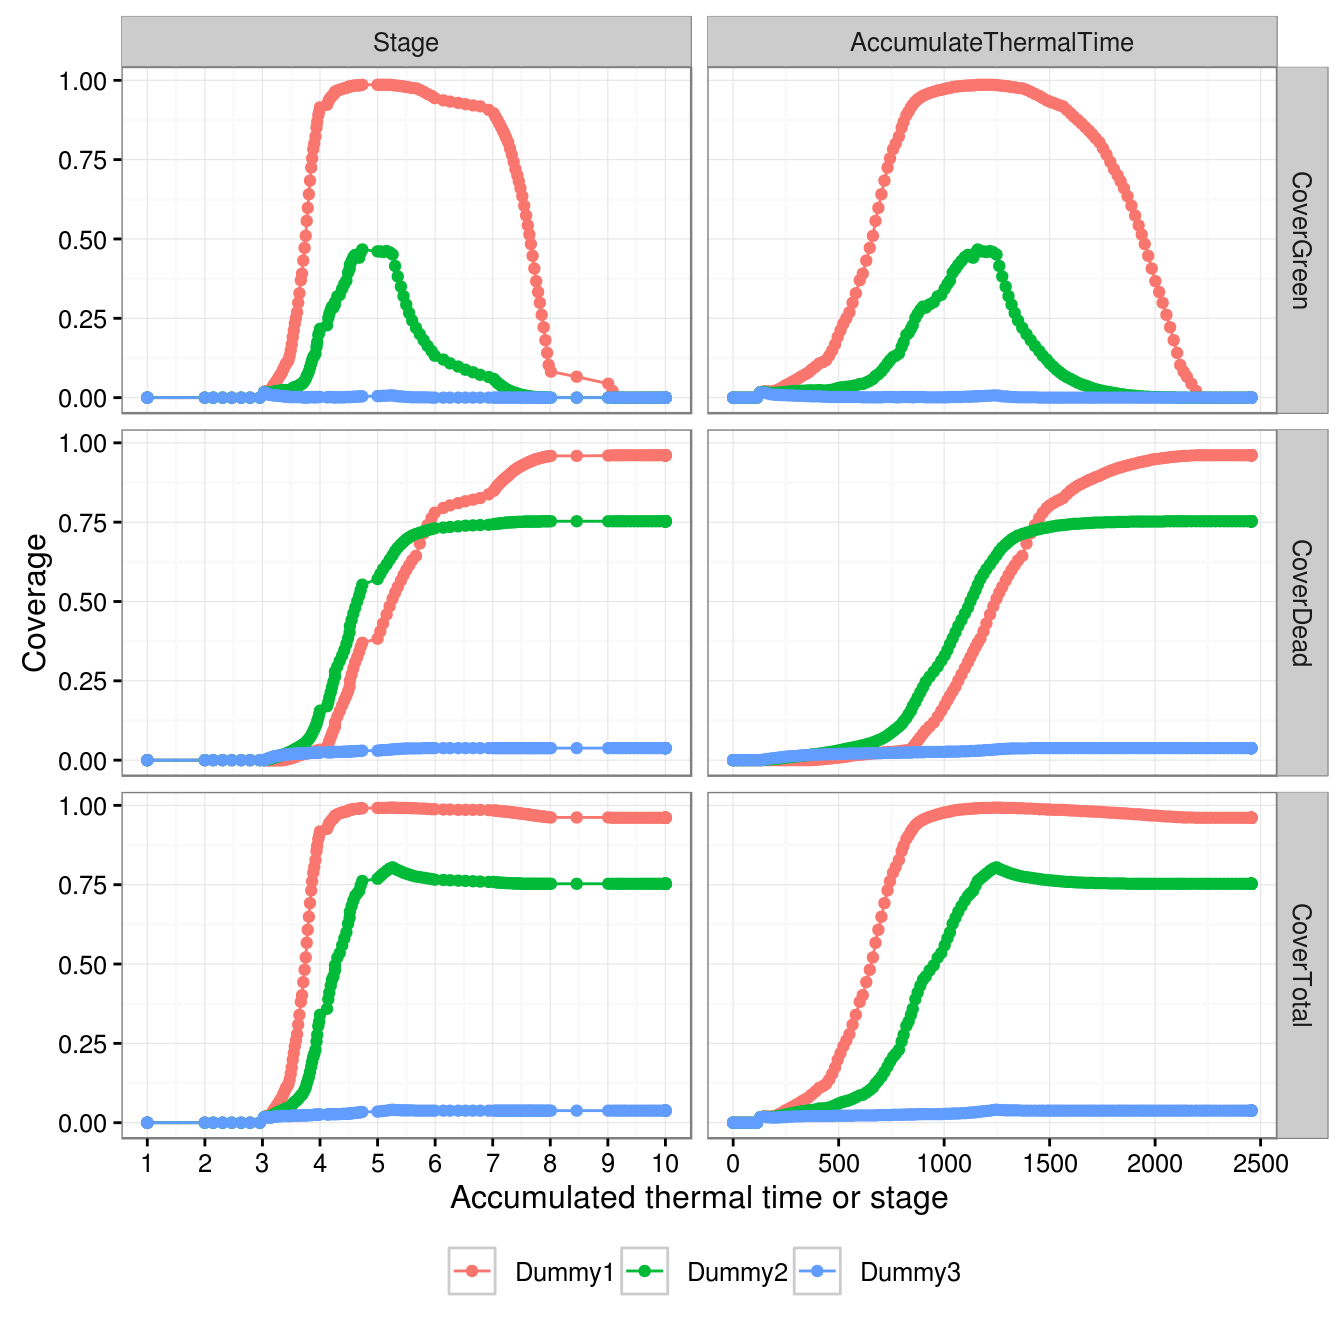 Stage
AccumulateThermalTime
1.00
0.75
0.50
0.25
0.00
CoverGreen
1.00
0.75
0.50
0.25
0.00
CoverDead
1.00
0.75
0.50
0.25
0.00
CoverTotal
Coverage
1 2 3 4 5 6 7 8 9 10
0 500 1000 1500 2000 2500
Accumulated thermal time or stage
Dummy1 Dummy2 Dummy3